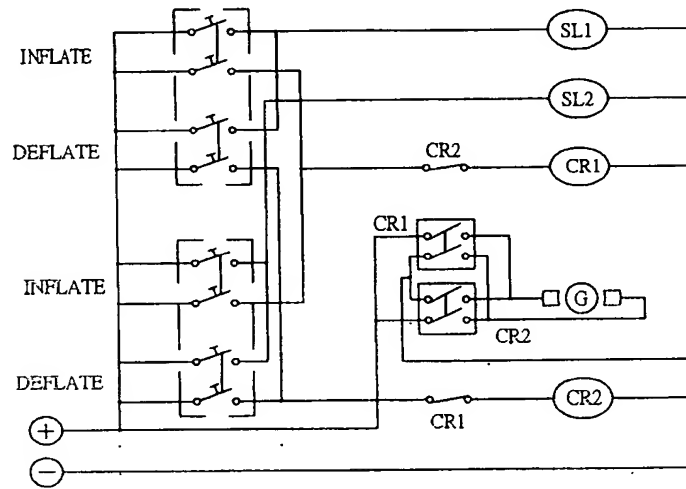 SL1
INFLATE
SL2
DEFLATE
CR2
CR1
CR1
INFLATE
G
CR2
DEFLATE
CR2
CR1
+
−